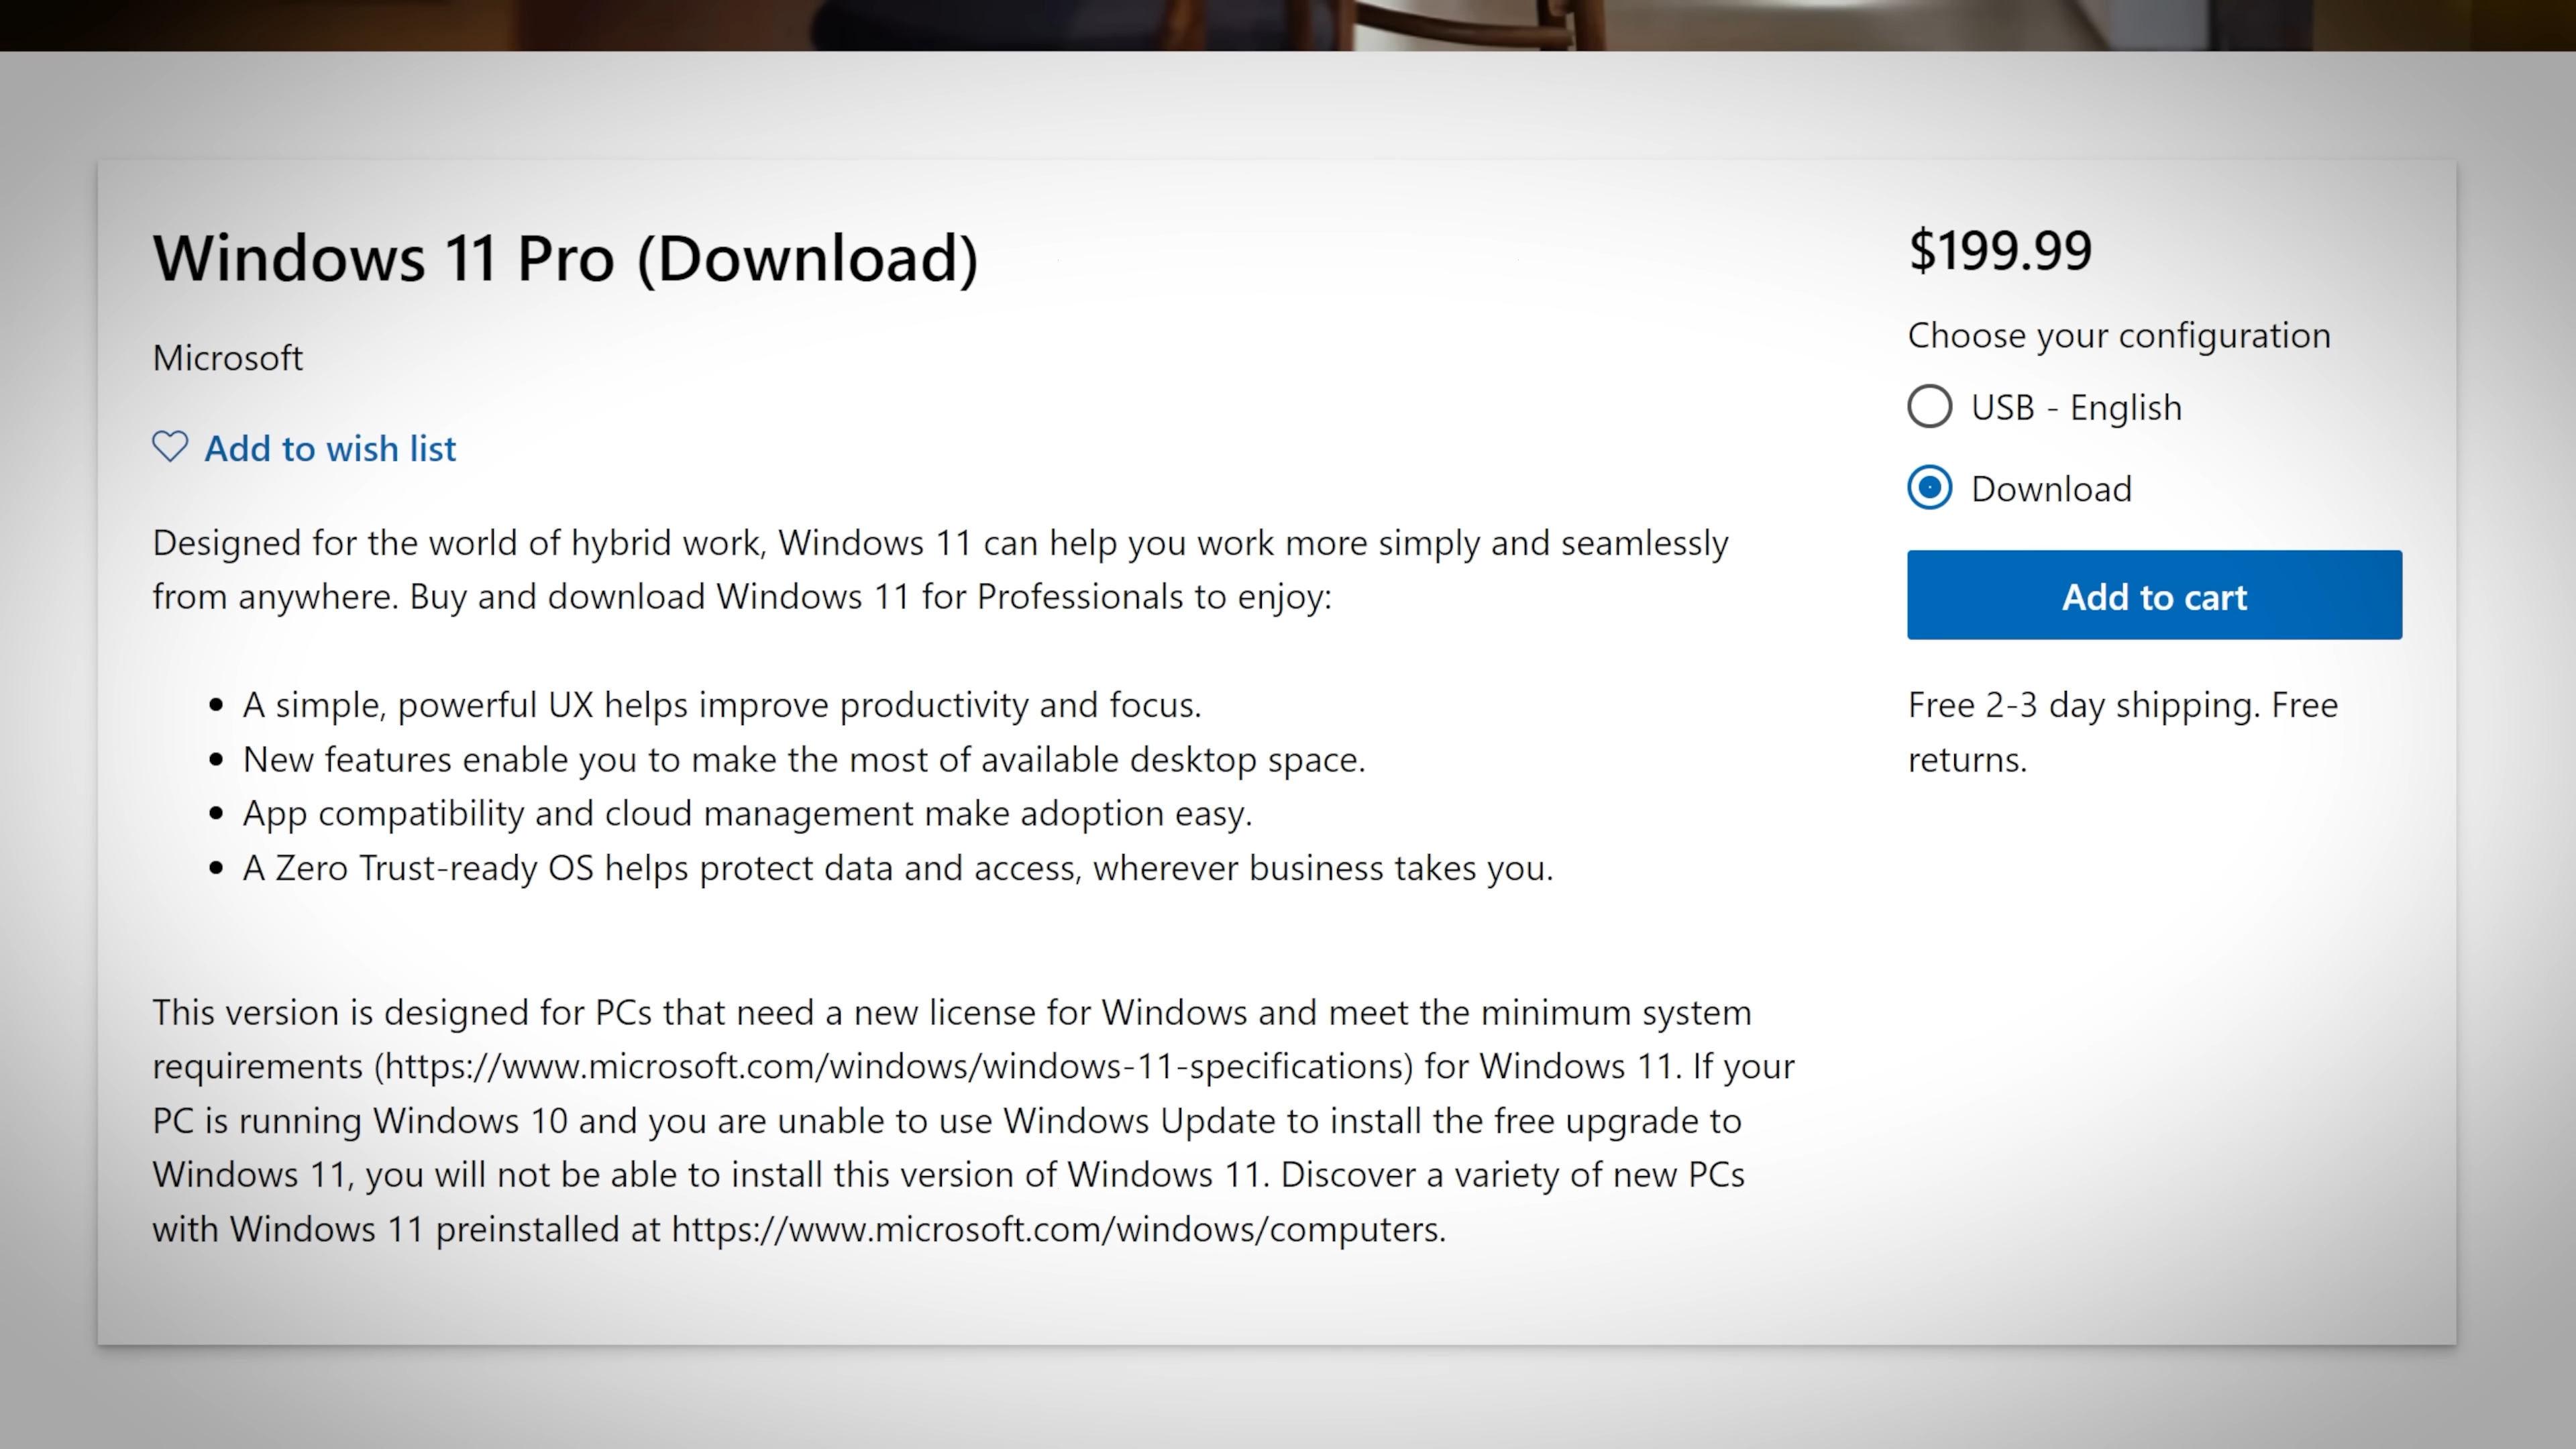 Windows 11 Pro (Download)
Microsoft
Add to wish list
Designed for the world of hybrid work, Windows 11 can help you work more simply and seamlessly
from anywhere. Buy and download Windows 11 for Professionals to enjoy:
• A simple, powerful UX helps improve productivity and focus.
• New features enable you to make the most of available desktop space.
• App compatibility and cloud management make adoption easy.
• A Zero Trust-ready OS helps protect data and access, wherever business takes you.
This version is designed for PCs that need a new license for Windows and meet the minimum system
requirements (https://www.microsoft.com/windows/windows-11-specifications) for Windows 11. If your
PC is running Windows 10 and you are unable to use Windows Update to install the free upgrade to
Windows 11, you will not be able to install this version of Windows 11. Discover a variety of new PCs
with Windows 11 preinstalled at https://www.microsoft.com/windows/computers.
$199.99
Choose your configuration
USB - English
Download
Add to cart
Free 2-3 day shipping. Free
returns.